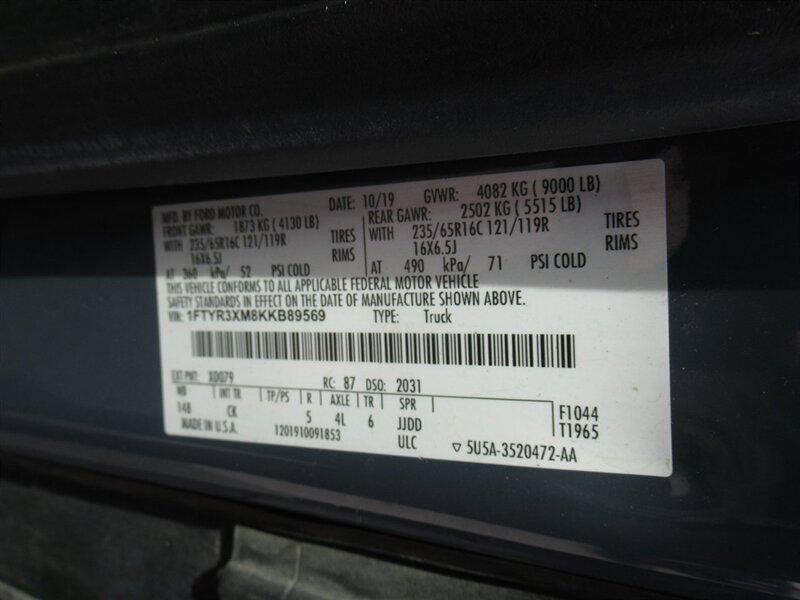 MFD. BY FORD MOTOR CO. DATE: 10/19 GVWR: 4082 KG ( 9000 LB)
FRONT GAWR: 1873 KG ( 4130 LB) REAR GAWR: 2502 KG ( 5515 LB)
WITH 235/65R16C 121/119R TIRES WITH 235/65R16C 121/119R TIRES
16X6.5J RIMS 16X6.5J RIMS
AT 360 kPa/ 52 PSI COLD AT 490 kPa/ 71 PSI COLD
THIS VEHICLE CONFORMS TO ALL APPLICABLE FEDERAL MOTOR VEHICLE
SAFETY STANDARDS IN EFFECT ON THE DATE OF MANUFACTURE SHOWN ABOVE.
VIN: 1FTYR3XM8KKB89569 TYPE: Truck
EXT PNT: XD079 RC: 87 DSO: 2031
WB INT TR TP/PS R AXLE TR SPR
148 CK 5 4L 6 JJDD F1044
MADE IN U.S.A. 1201910091853 ULC T1965
▽ 5U5A-3520472-AA